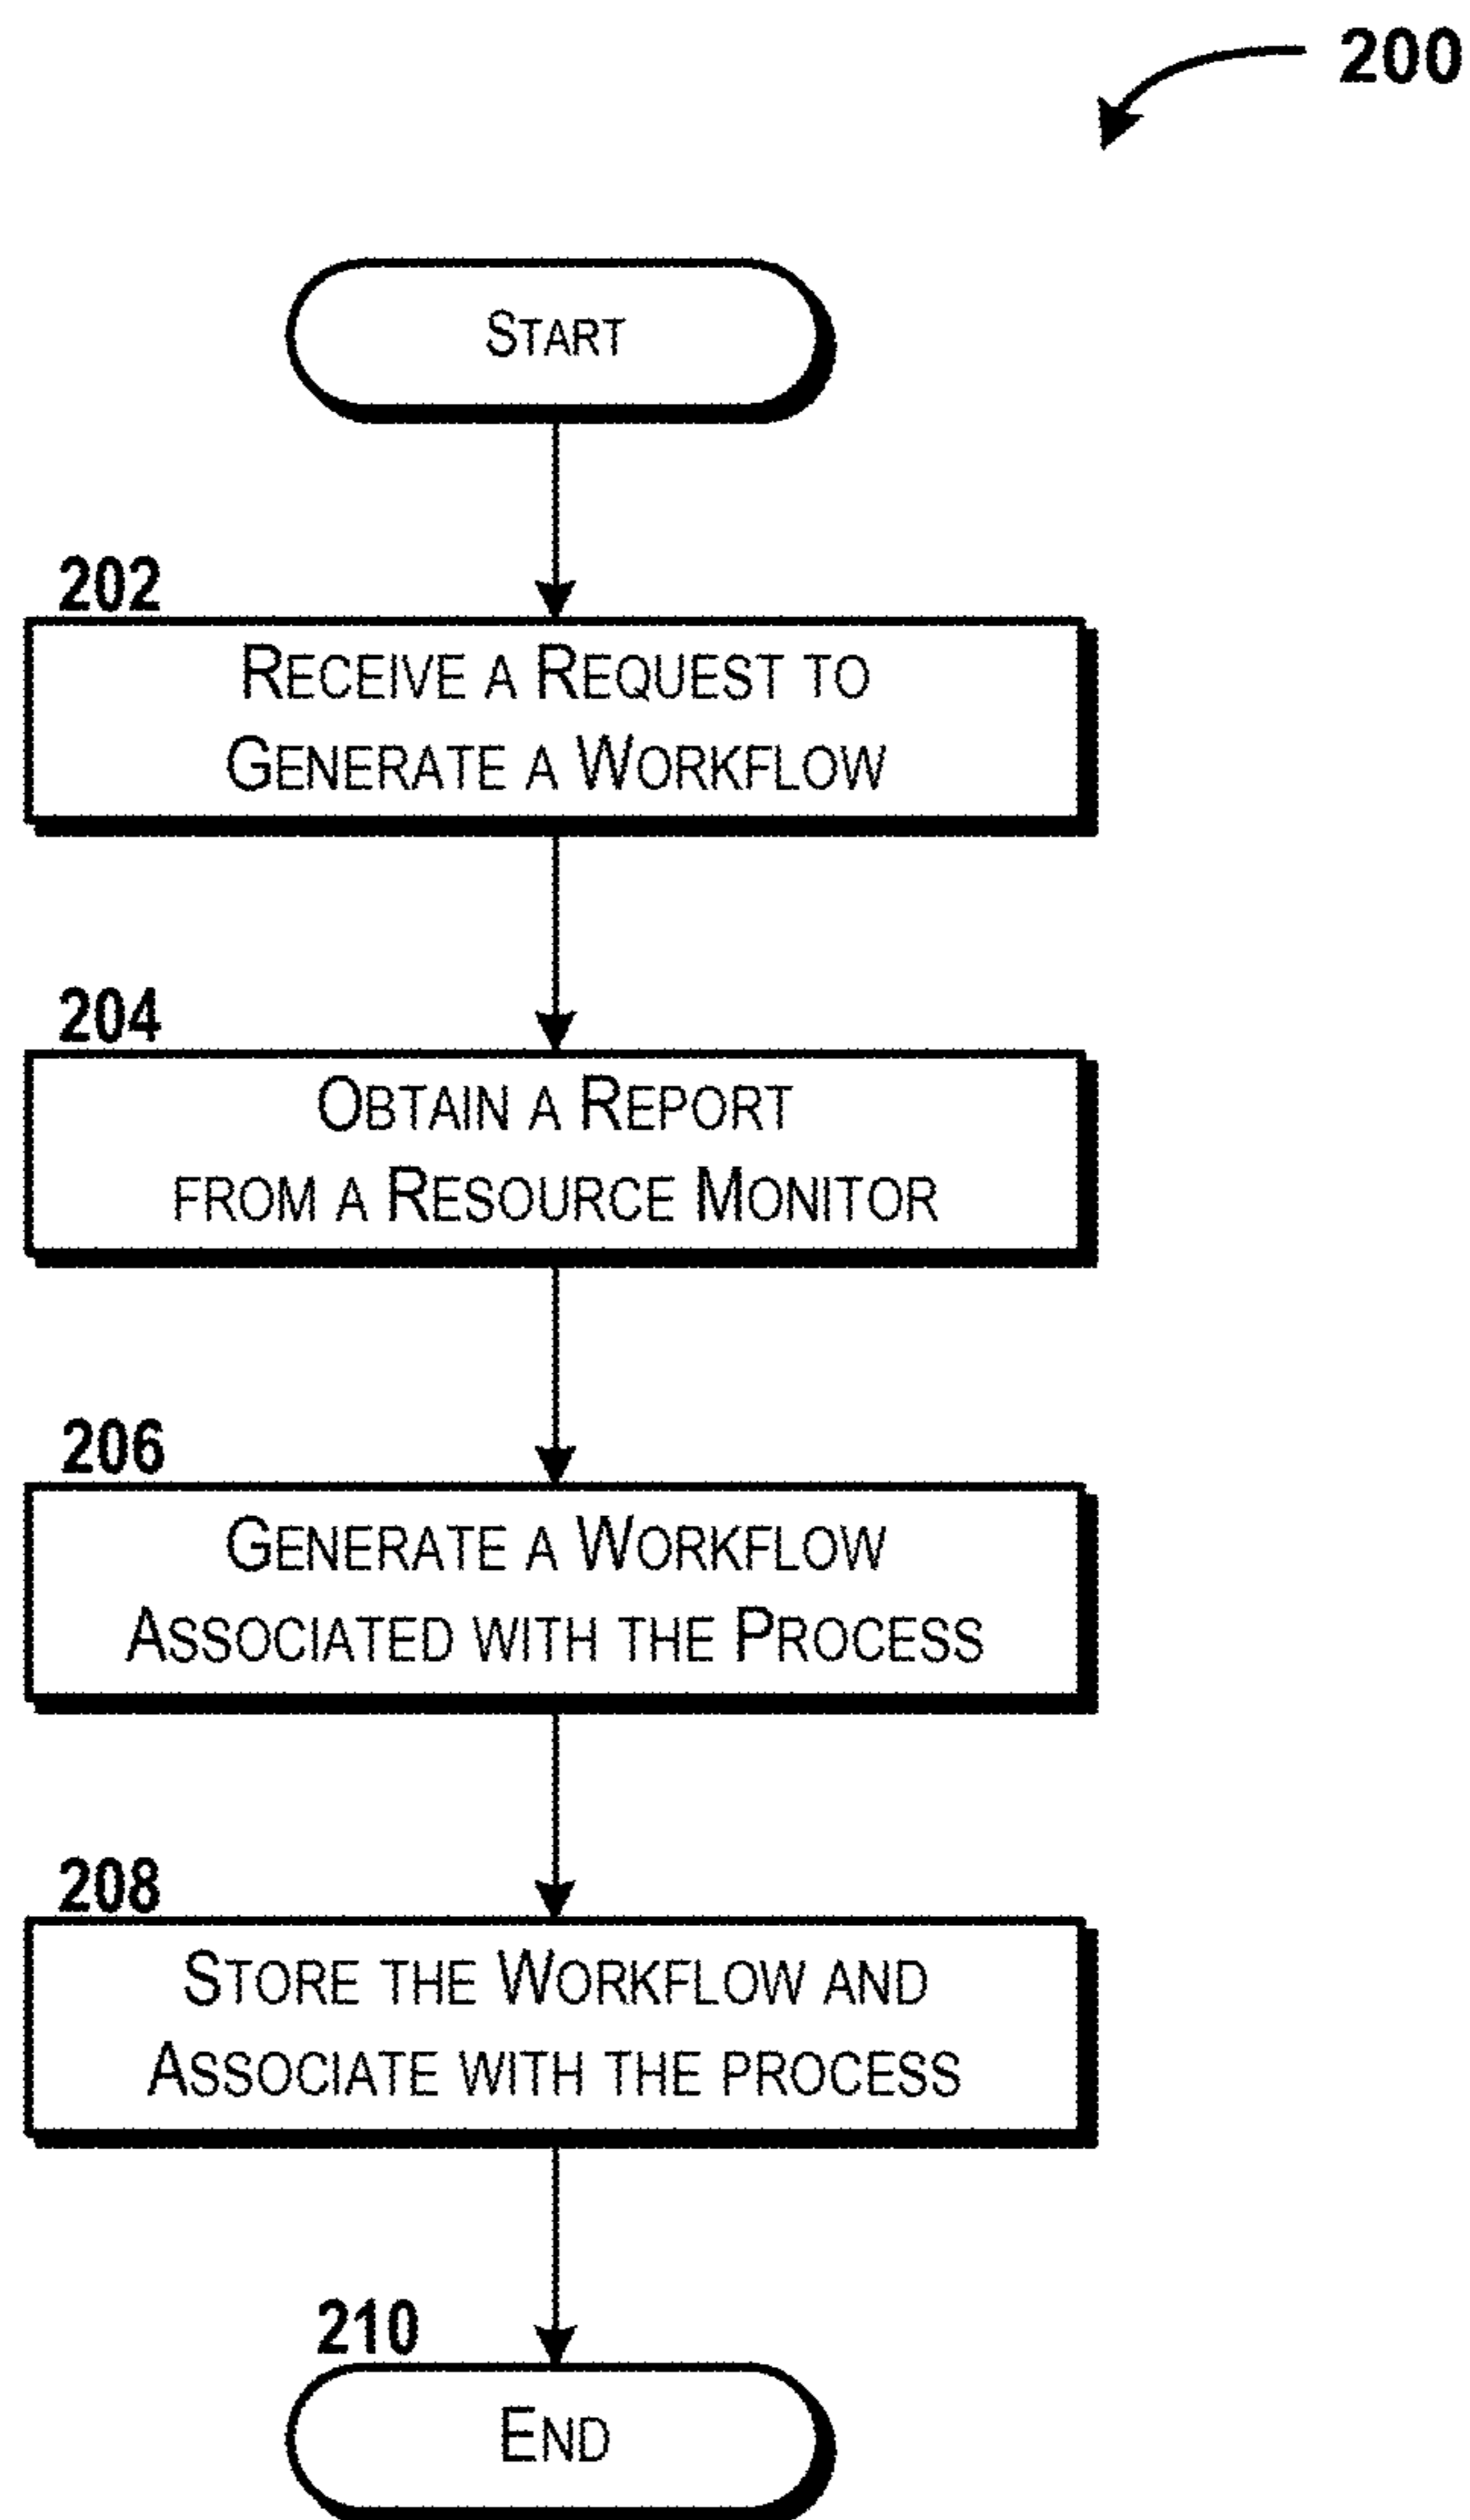 200
START
202
RECEIVE A REQUEST TO
GENERATE A WORKFLOW
204
OBTAIN A REPORT
FROM A RESOURCE MONITOR
206
GENERATE A WORKFLOW
ASSOCIATED WITH THE PROCESS
208
STORE THE WORKFLOW AND
ASSOCIATE WITH THE PROCESS
210
END